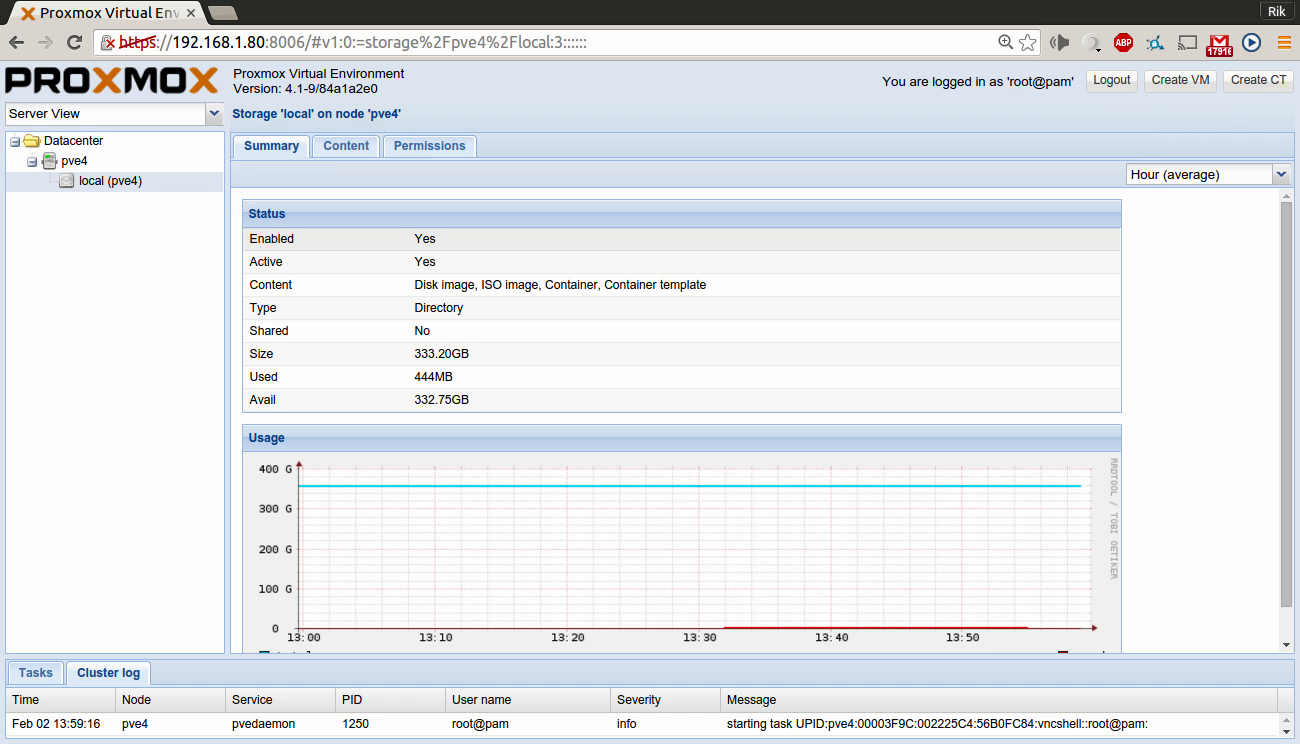 Proxmox Virtual Env
Rik
https://192.168.1.80:8006/#v1:0:=storage%2Fpve4%2Flocal:3::::::
ABP
17916
PROXMOX
Proxmox Virtual Environment
Version: 4.1-9/84a1a2e0
You are logged in as 'root@pam'
Logout
Create VM
Create CT
Server View
Storage 'local' on node 'pve4'
Datacenter
pve4
local (pve4)
Summary
Content
Permissions
Hour (average)
Status
Enabled Yes
Active Yes
Content Disk image, ISO image, Container, Container template
Type Directory
Shared No
Size 333.20GB
Used 444MB
Avail 332.75GB
Usage
400 G
300 G
200 G
100 G
0
13:00 13:10 13:20 13:30 13:40 13:50
RRDTOOL / TOBI OETIKER
Tasks
Cluster log
Time Node Service PID User name Severity Message
Feb 02 13:59:16 pve4 pvedaemon 1250 root@pam info starting task UPID:pve4:00003F9C:002225C4:56B0FC84:vncshell::root@pam: